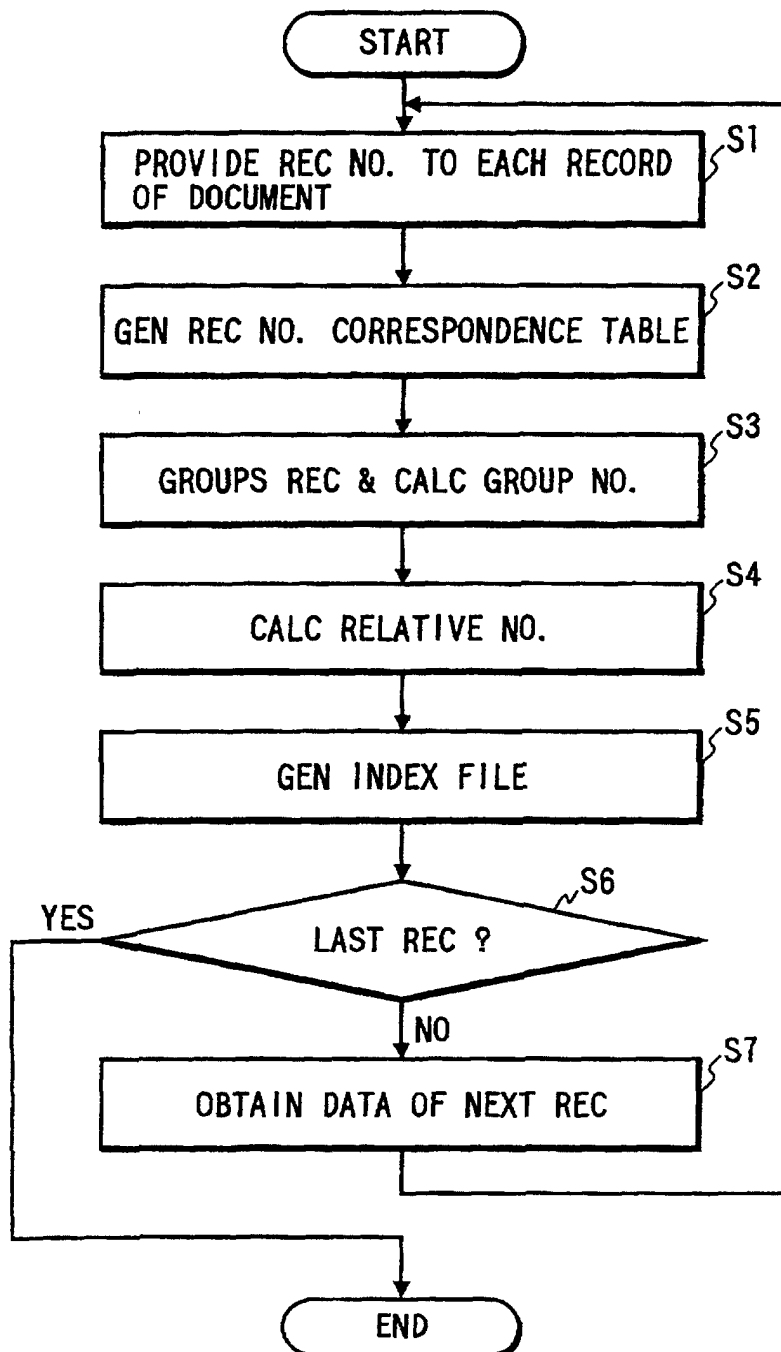 START
S1
PROVIDE REC NO. TO EACH RECORD
OF DOCUMENT
S2
GEN REC NO. CORRESPONDENCE TABLE
S3
GROUPS REC & CALC GROUP NO.
S4
CALC RELATIVE NO.
S5
GEN INDEX FILE
S6
YES
LAST REC ?
NO
S7
OBTAIN DATA OF NEXT REC
END